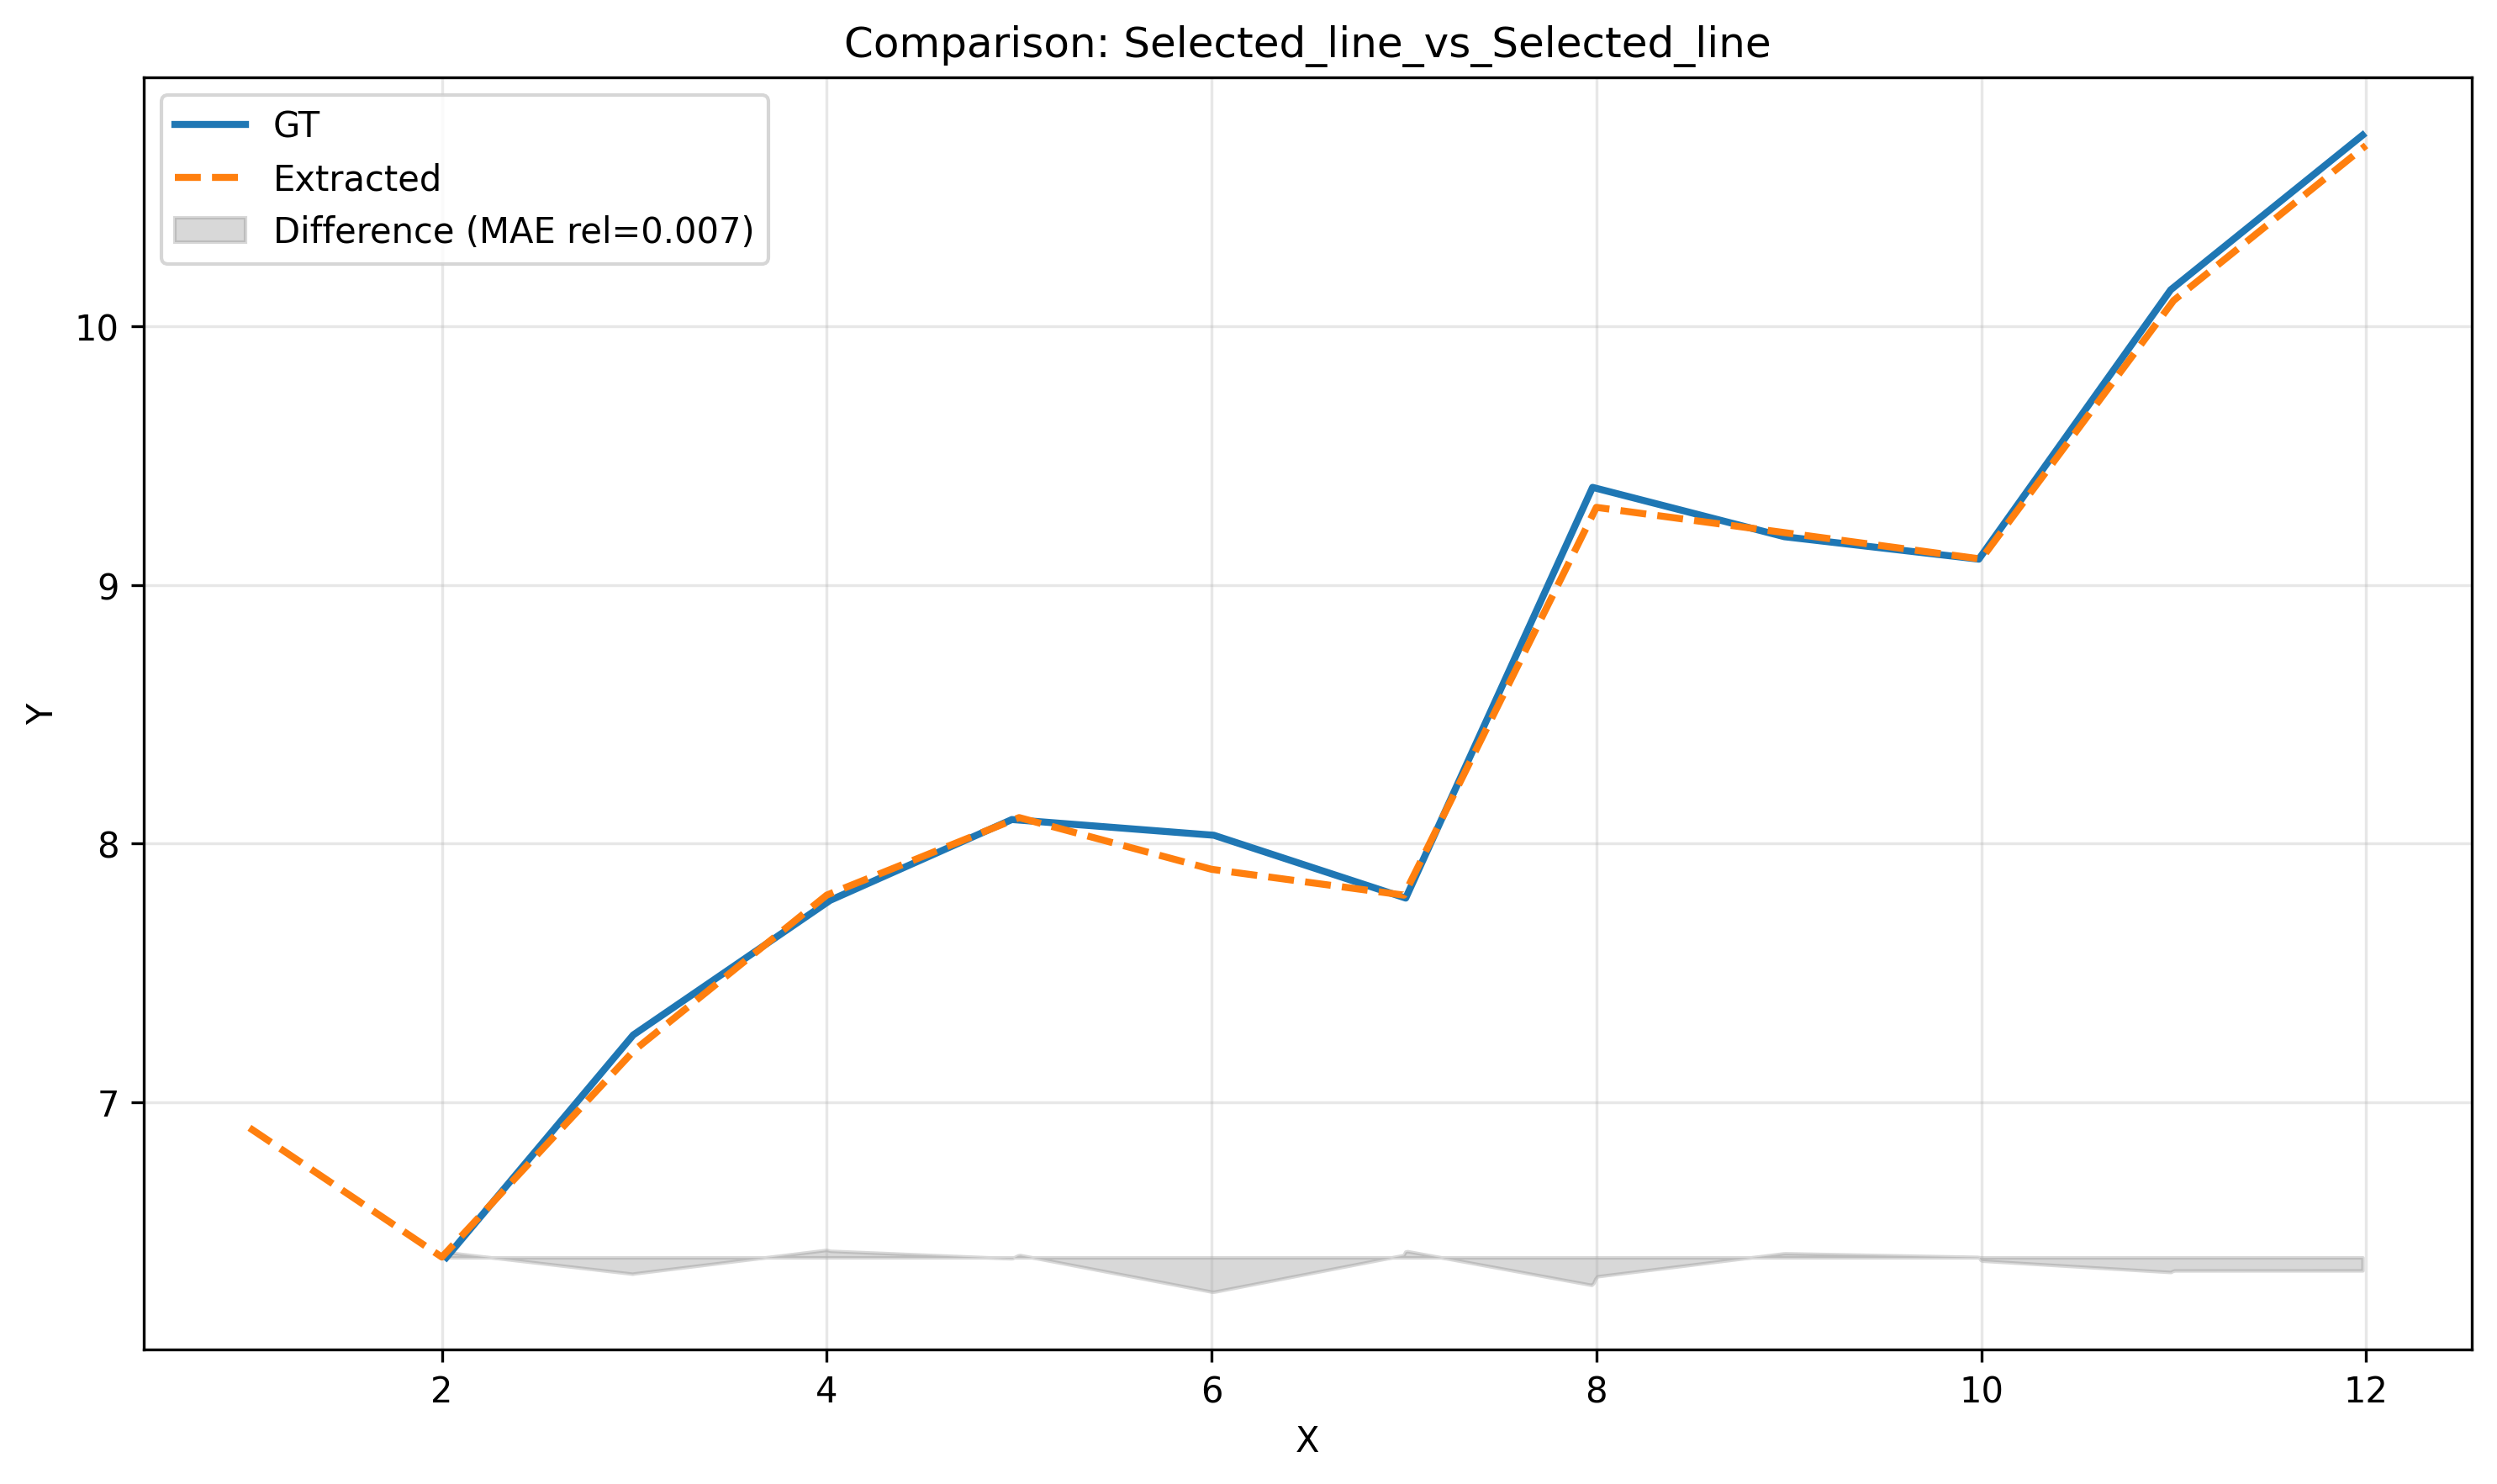 Comparison: Selected_line_vs_Selected_line
GT
Extracted
Difference (MAE rel=0.007)
10
9
8
7
Y
2 4 6 8 10 12
X